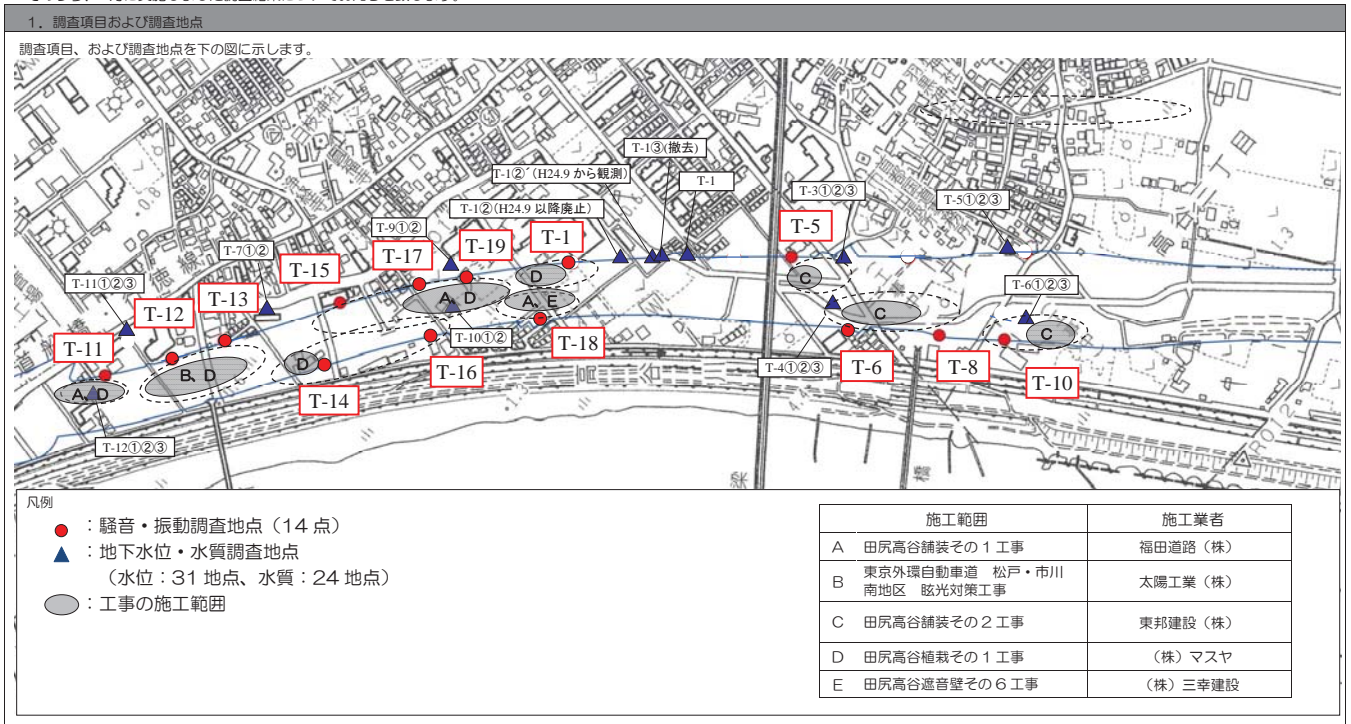 1．調査項目および調査地点
調査項目、および調査地点を下の図に示します。
T-1③(撤去)
T-1②´(H24.9 から観測)
T-1
T-3①②③
T-1②(H24.9 以降廃止)
T-5①②③
T-9①②
T-5
T-19
T-1
T-17
T-7①②
T-15
T-11①②③
T-13
T-12
T-6①②③
T-11
T-10①②
T-18
T-16
T-14
T-4①②③
T-6
T-8
T-10
T-12①②③
A、D
B、D
D
A、D
D
A、E
C
C
C
高
谷
梁
橋
凡例
：騒音・振動調査地点（14 点）
：地下水位・水質調査地点
（水位：31 地点、水質：24 地点）
：工事の施工範囲
施工範囲 施工業者
A 田尻高谷舗装その１工事 福田道路（株）
B 東京外環自動車道　松戸・市川
南地区　眩光対策工事 太陽工業（株）
C 田尻高谷舗装その２工事 東邦建設（株）
D 田尻高谷植栽その１工事 （株）マスヤ
E 田尻高谷遮音壁その６工事 （株）三幸建設